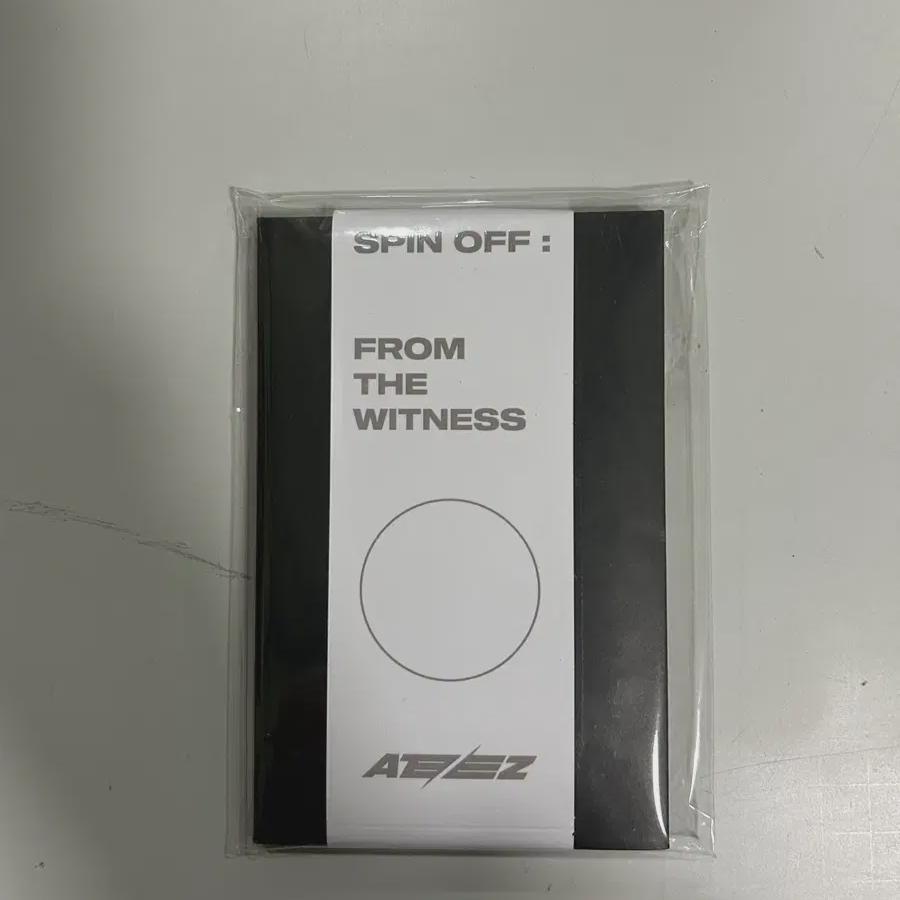 SPIN OFF :
FROM
THE
WITNESS
ATEEZ